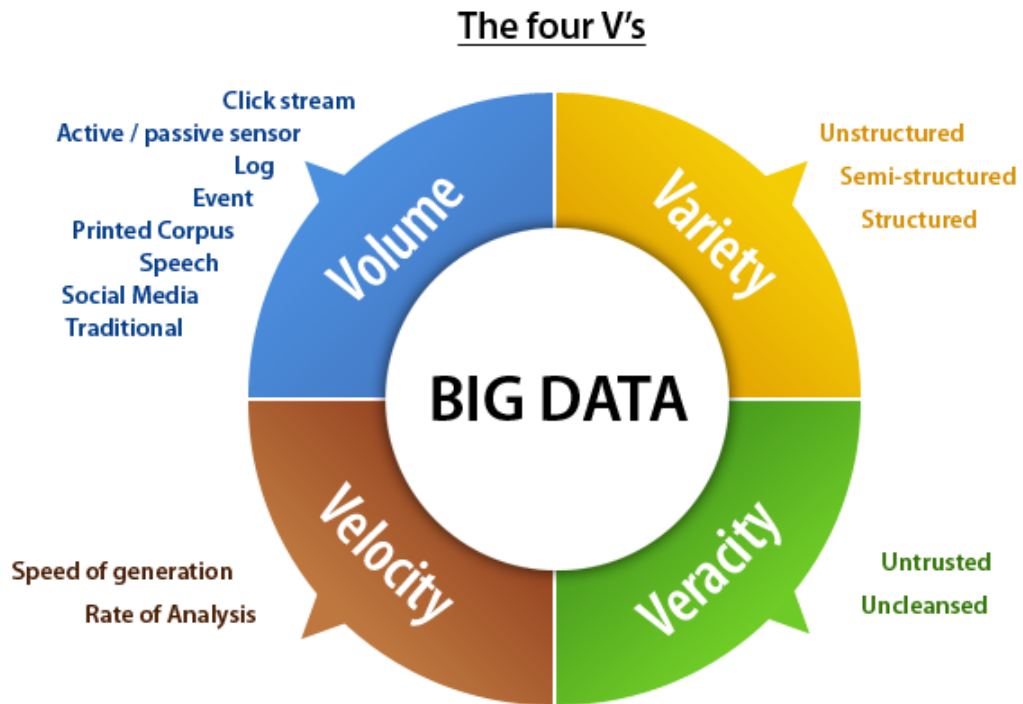 The four V's
Click stream
Active / passive sensor
Log
Event
Printed Corpus
Speech
Social Media
Traditional
Volume
Unstructured
Semi-structured
Structured
Variety
BIG DATA
Velocity
Speed of generation
Rate of Analysis
Veracity
Untrusted
Uncleansed